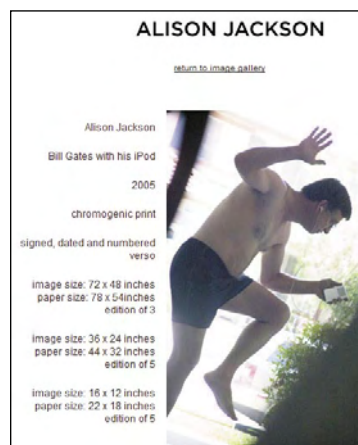 ALISON JACKSON
return to image gallery
Alison Jackson
Bill Gates with his iPod
2005
chromogenic print
signed, dated and numbered
verso
image size: 72 x 48 inches
paper size: 78 x 54inches
edition of 3
image size: 36 x 24 inches
paper size: 44 x 32 inches
edition of 5
image size: 16 x 12 inches
paper size: 22 x 18 inches
edition of 5